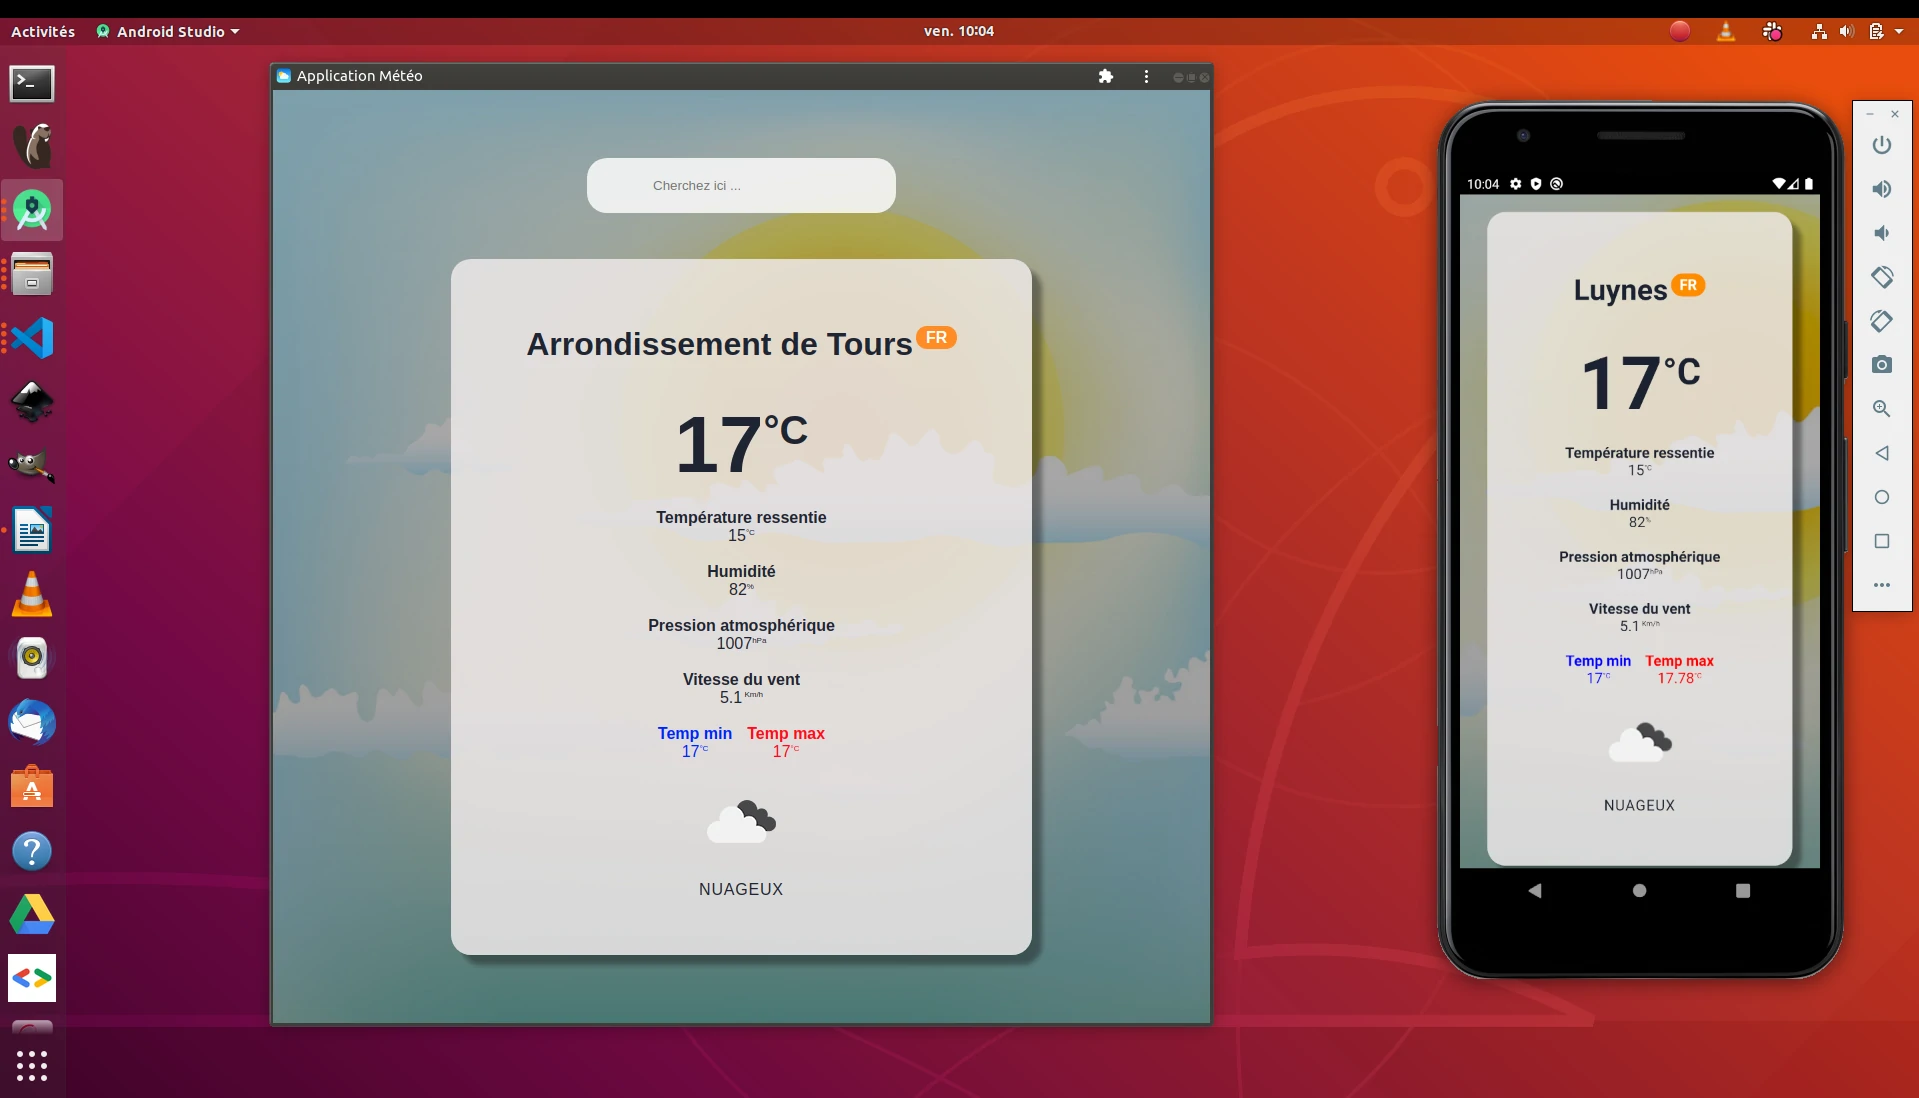 Activités
Android Studio
ven. 10:04
Application Météo
Cherchez ici ...
Arrondissement de Tours FR
17°C
Température ressentie
15°C
Humidité
82%
Pression atmosphérique
1007hPa
Vitesse du vent
5.1 Km/h
Temp min Temp max
17°C 17°C
NUAGEUX
10:04
Luynes FR
17°C
Température ressentie
15°C
Humidité
82%
Pression atmosphérique
1007hPa
Vitesse du vent
5.1 Km/h
Temp min Temp max
17°C 17.78°C
NUAGEUX